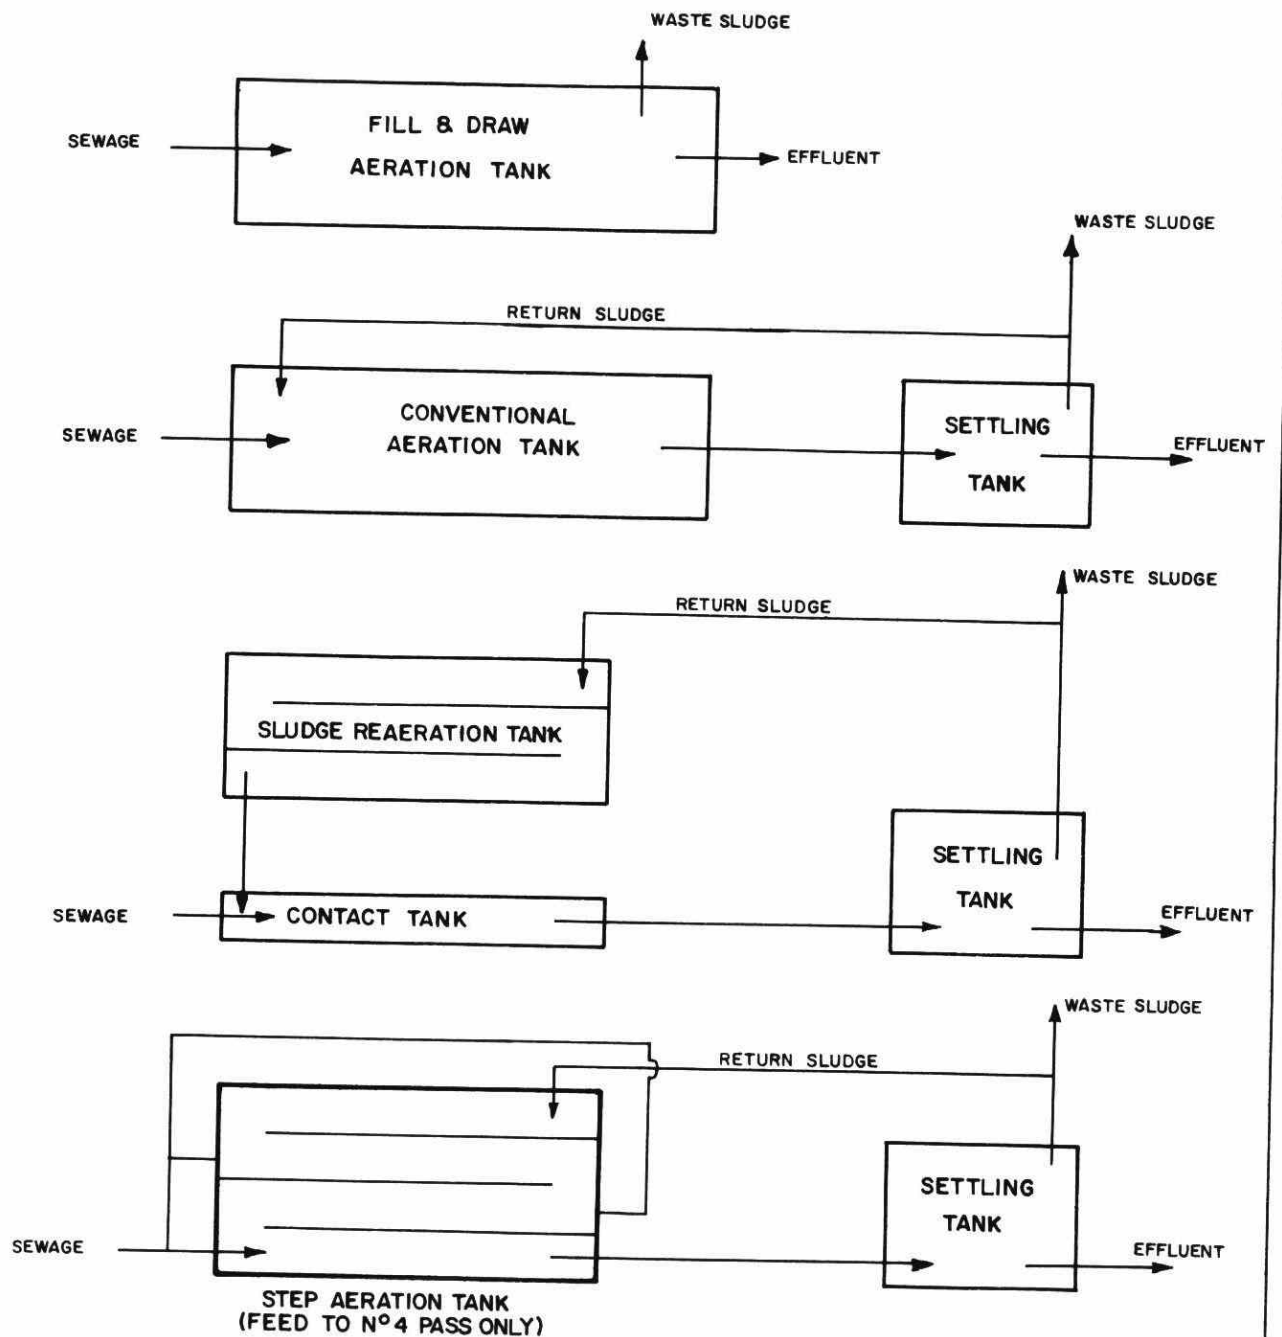 WASTE SLUDGE
FILL & DRAW
AERATION TANK
SEWAGE
EFFLUENT
WASTE SLUDGE
RETURN SLUDGE
CONVENTIONAL
AERATION TANK
SEWAGE
SETTLING
TANK
EFFLUENT
WASTE SLUDGE
RETURN SLUDGE
SLUDGE REAERATION TANK
SETTLING
TANK
SEWAGE
CONTACT TANK
EFFLUENT
WASTE SLUDGE
RETURN SLUDGE
SETTLING
TANK
SEWAGE
EFFLUENT
STEP AERATION TANK
(FEED TO Nº4 PASS ONLY)